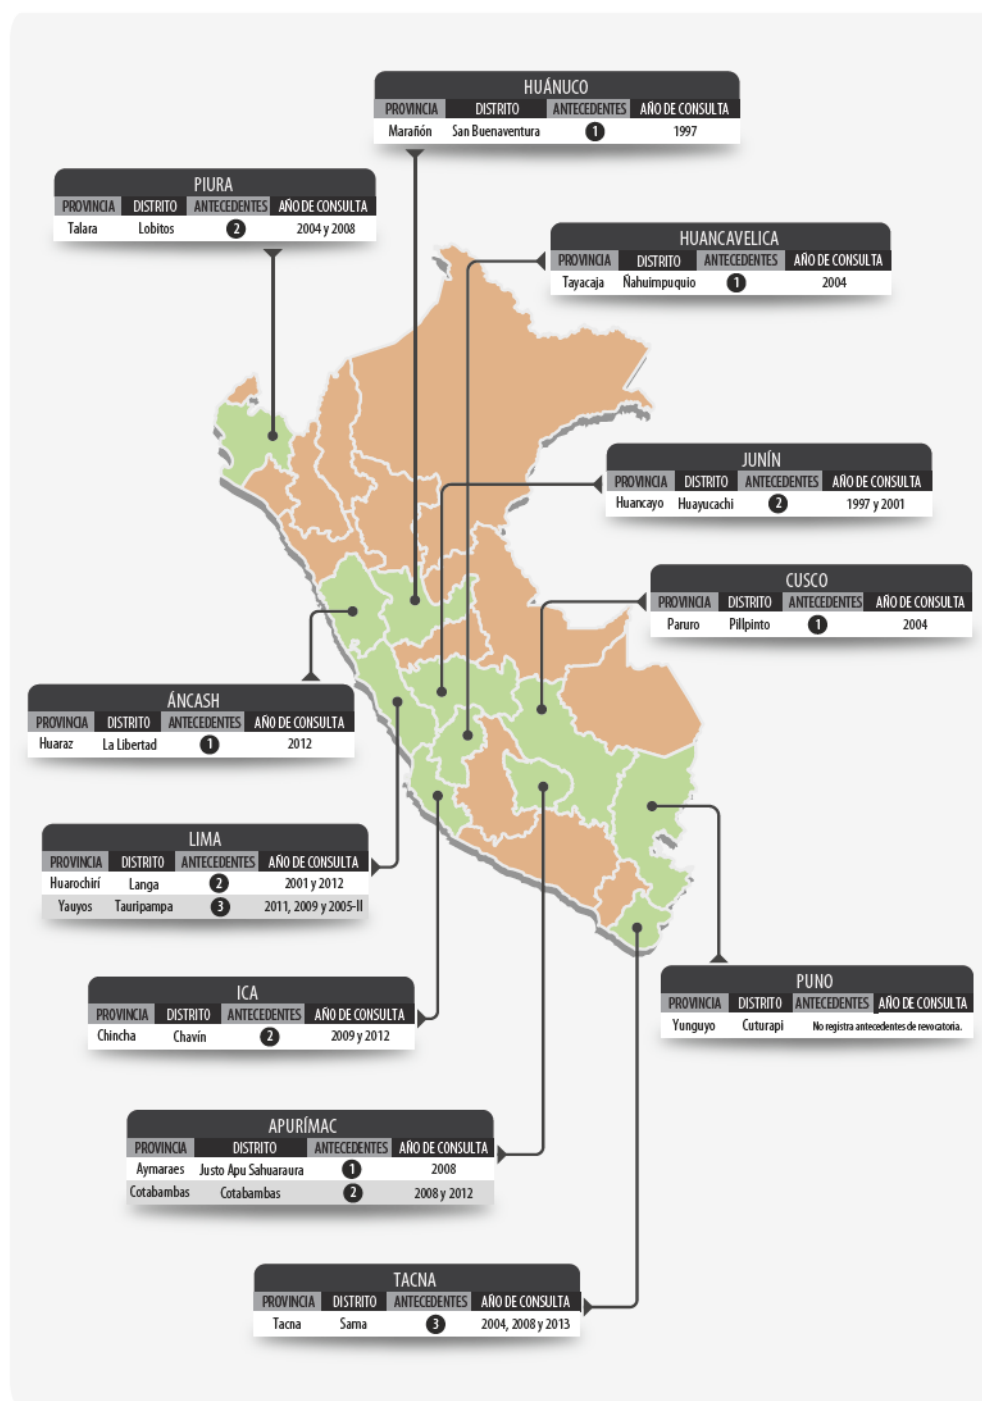 HUÁNUCO
PROVINCIA DISTRITO ANTECEDENTES AÑO DE CONSULTA
Marañón San Buenaventura 1 1997
PIURA
PROVINCIA DISTRITO ANTECEDENTES AÑO DE CONSULTA
Talara Lobitos 2 2004 y 2008
HUANCAVELICA
PROVINCIA DISTRITO ANTECEDENTES AÑO DE CONSULTA
Tayacaja Ñahuimpuquio 1 2004
JUNÍN
PROVINCIA DISTRITO ANTECEDENTES AÑO DE CONSULTA
Huancayo Huayucachi 2 1997 y 2001
CUSCO
PROVINCIA DISTRITO ANTECEDENTES AÑO DE CONSULTA
Paruro Pillpinto 1 2004
ÁNCASH
PROVINCIA DISTRITO ANTECEDENTES AÑO DE CONSULTA
Huaraz La Libertad 1 2012
LIMA
PROVINCIA DISTRITO ANTECEDENTES AÑO DE CONSULTA
Huarochirí Langa 2 2001 y 2012
Yauyos Tauripampa 3 2011, 2009 y 2005-II
PUNO
PROVINCIA DISTRITO ANTECEDENTES AÑO DE CONSULTA
Yunguyo Cuturapi No registra antecedentes de revocatoria.
ICA
PROVINCIA DISTRITO ANTECEDENTES AÑO DE CONSULTA
Chincha Chavín 2 2009 y 2012
APURÍMAC
PROVINCIA DISTRITO ANTECEDENTES AÑO DE CONSULTA
Aymaraes Justo Apu Sahuaraura 1 2008
Cotabambas Cotabambas 2 2008 y 2012
TACNA
PROVINCIA DISTRITO ANTECEDENTES AÑO DE CONSULTA
Tacna Sama 3 2004, 2008 y 2013